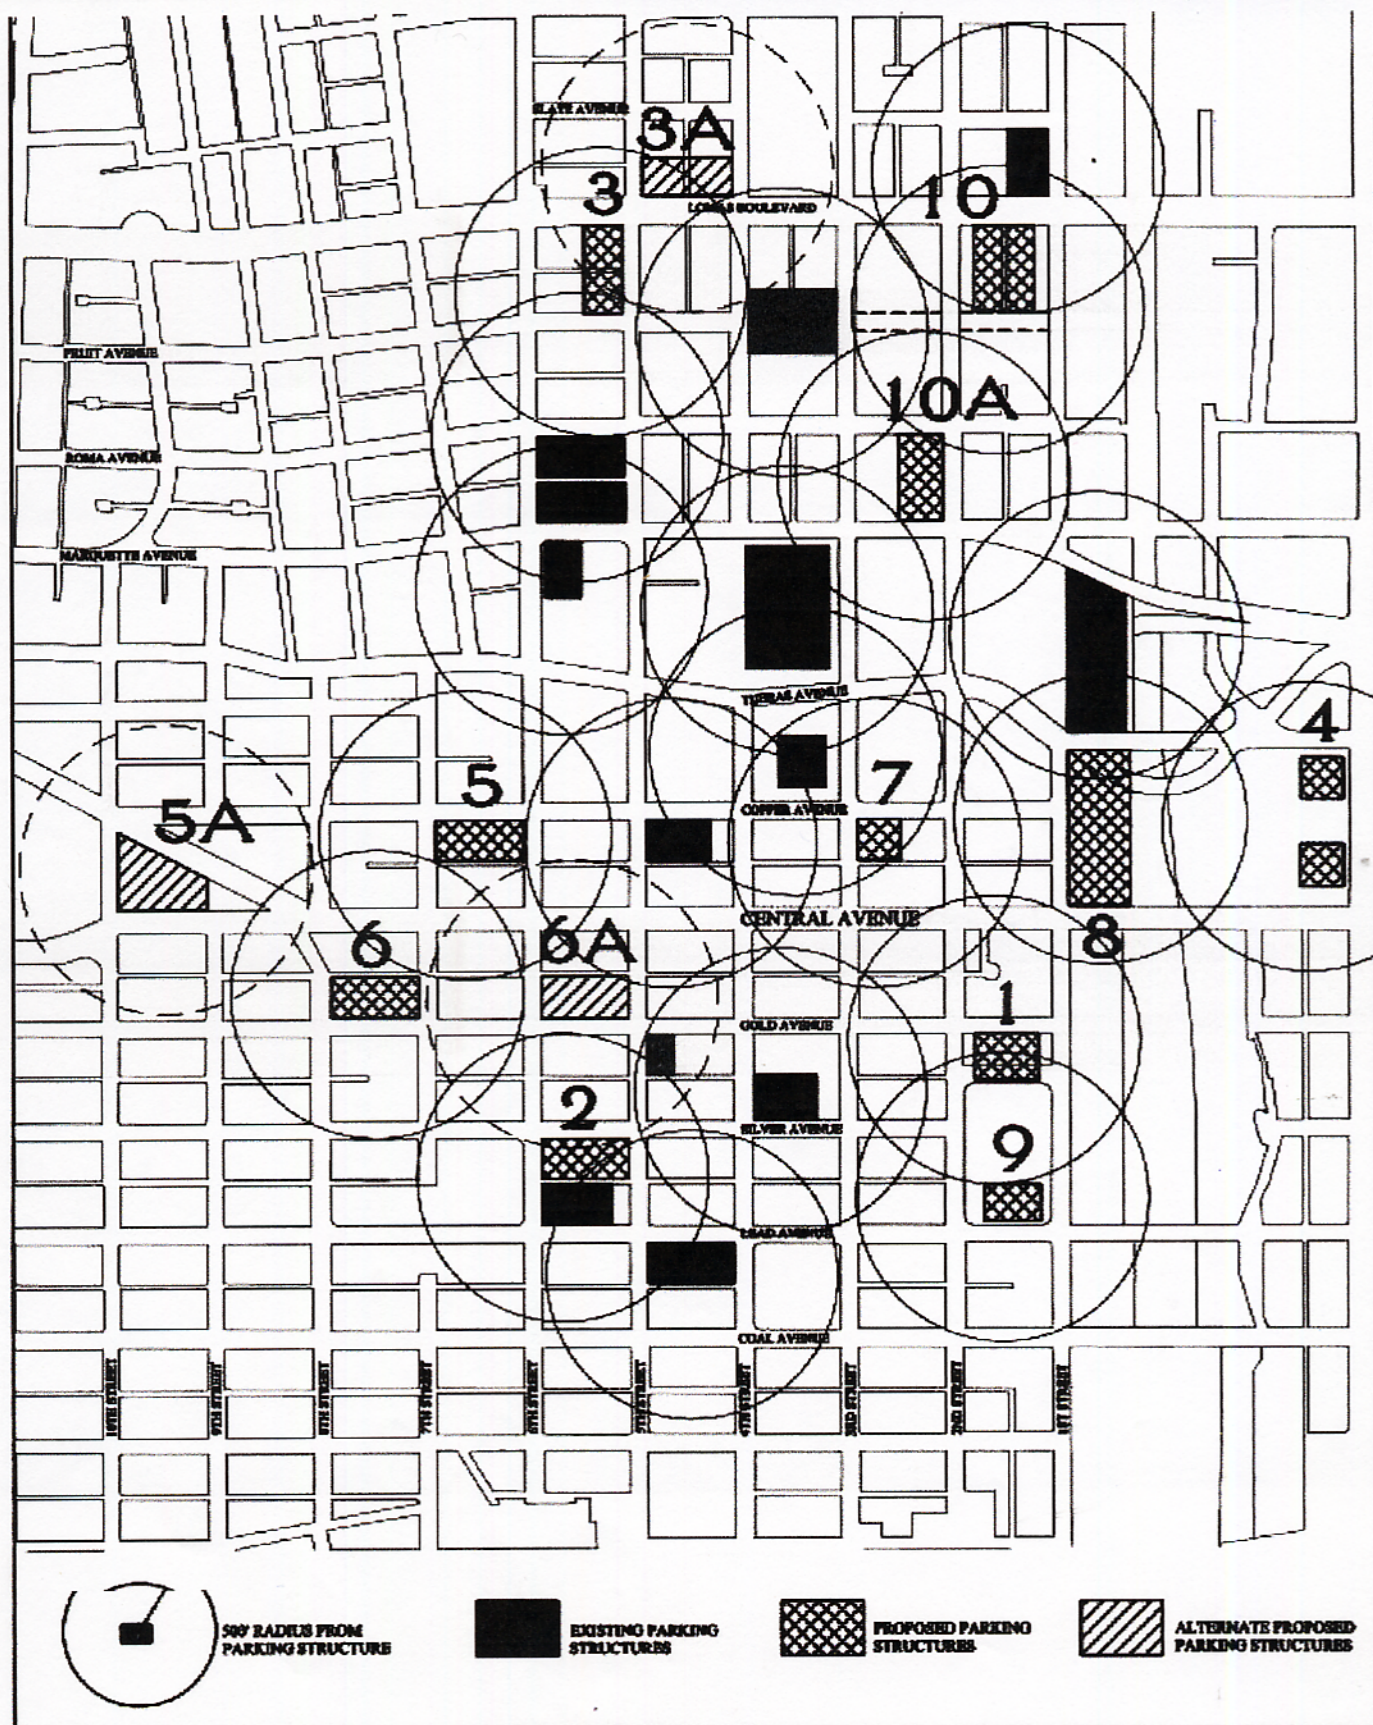 SLATE AVENUE
3A
3
LOMAS BOULEVARD
10
FRUIT AVENUE
10A
ROMA AVENUE
MARQUETTE AVENUE
TIJERAS AVENUE
4
5
7
COPPER AVENUE
5A
CENTRAL AVENUE
6
6A
8
1
GOLD AVENUE
2
SILVER AVENUE
9
LEAD AVENUE
COAL AVENUE
10TH STREET
9TH STREET
8TH STREET
7TH STREET
6TH STREET
5TH STREET
4TH STREET
3RD STREET
2ND STREET
1ST STREET
500' RADIUS FROM
PARKING STRUCTURE
EXISTING PARKING
STRUCTURES
PROPOSED PARKING
STRUCTURES
ALTERNATE PROPOSED
PARKING STRUCTURES